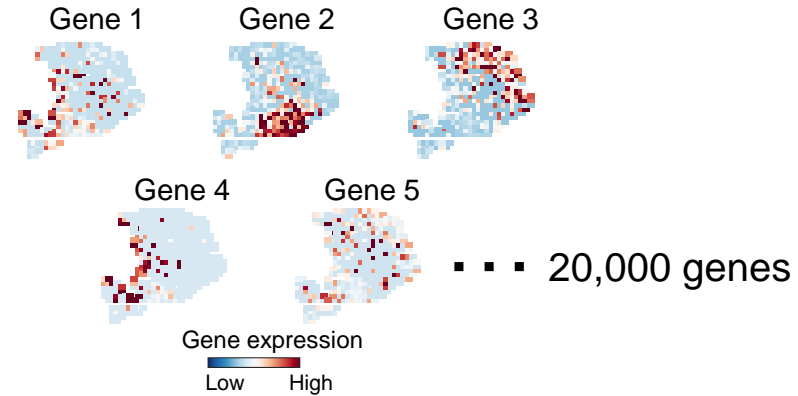 Gene 1
Gene 2
Gene 3
Gene 4
Gene 5
▪ ▪ ▪ 20,000 genes
Gene expression
Low High